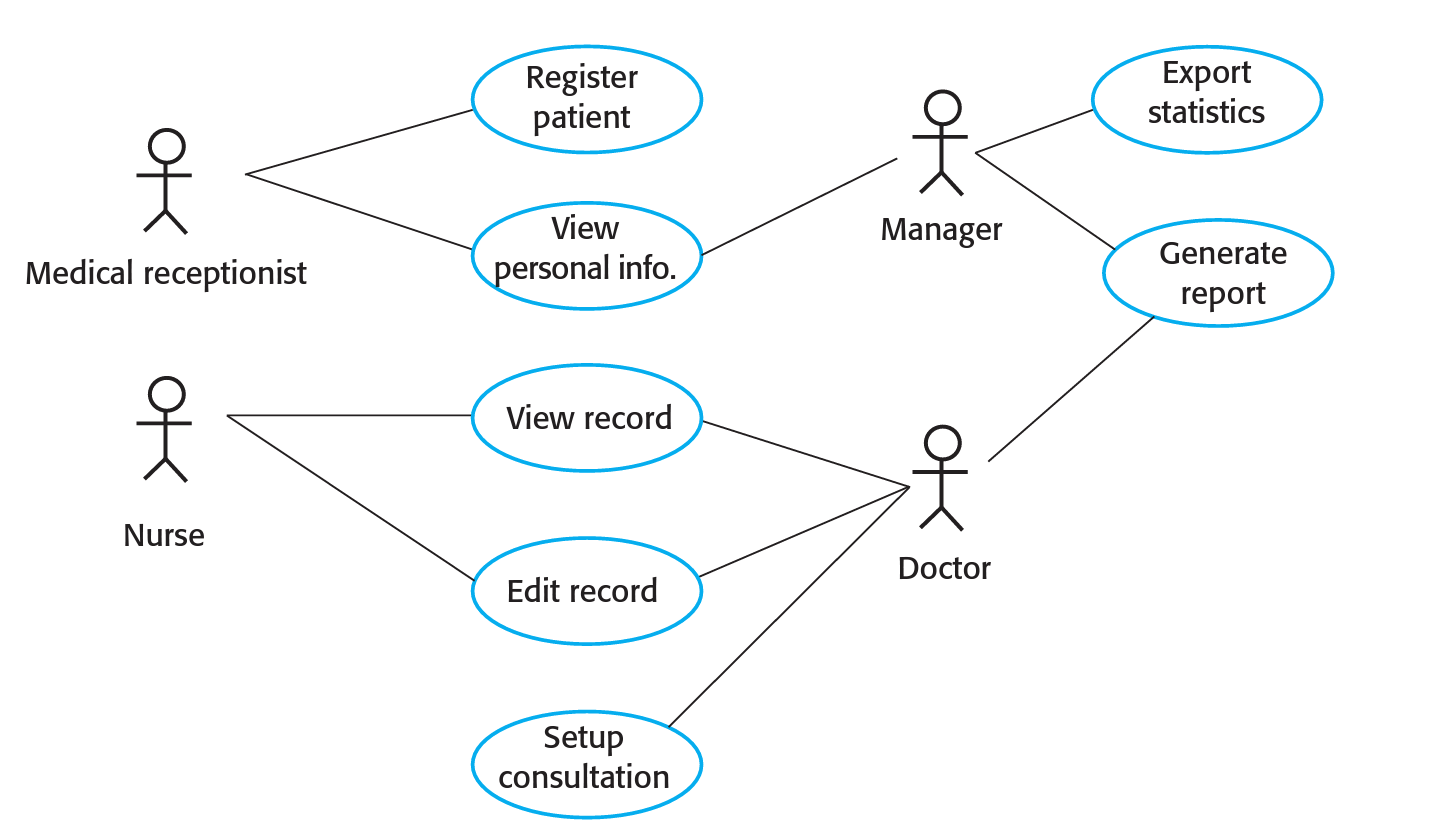 Register
patient
Export
statistics
Medical receptionist
View
personal info.
Manager
Generate
report
Nurse
View record
Edit record
Doctor
Setup
consultation